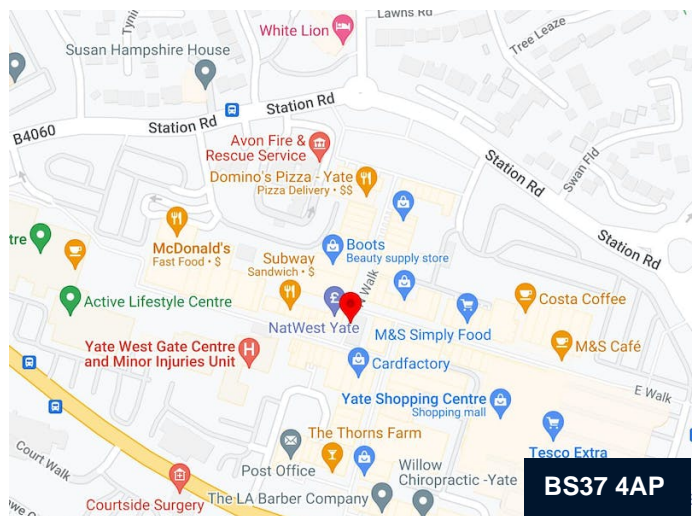 Lawns Rd
White Lion
Tynin
Tree Leaze
Susan Hampshire House
Station Rd
B4060
Station Rd
Avon Fire &
Rescue Service
Station Rd
Swan Fld
Domino's Pizza - Yate
Pizza Delivery • $$
tre
McDonald's
Fast Food • $
Boots
Beauty supply store
Station Rd
Subway
Sandwich • $
Walk
Active Lifestyle Centre
Costa Coffee
£
NatWest Yate
M&S Simply Food
M&S Café
Yate West Gate Centre
and Minor Injuries Unit
H
Cardfactory
E Walk
Yate Shopping Centre
Shopping mall
The Thorns Farm
Tesco Extra
Court Walk
Post Office
Willow
Chiropractic -Yate
Courtside Surgery
The LA Barber Company
BS37 4AP